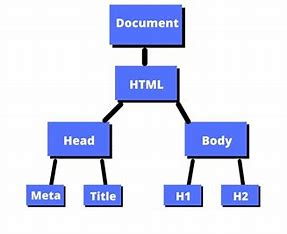 Document
HTML
Head
Body
Meta
Title
H1
H2